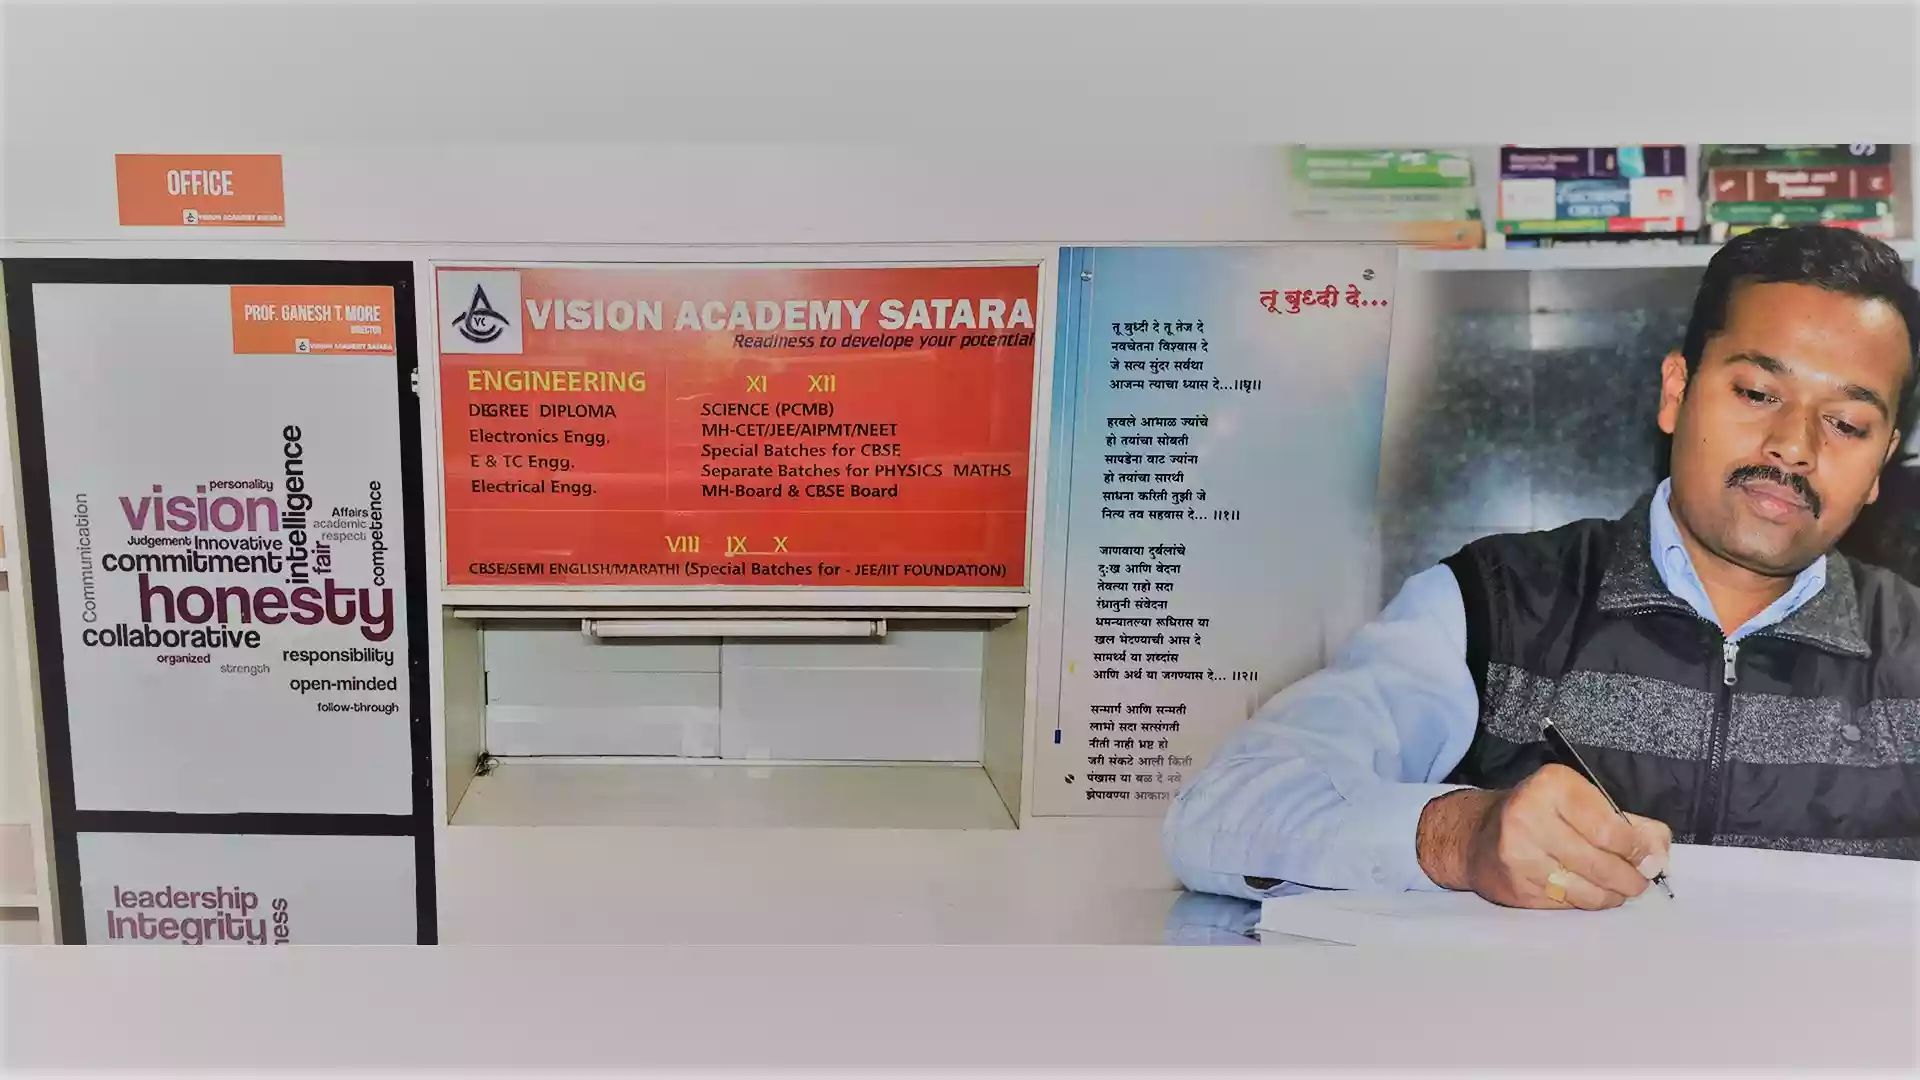 OFFICE
VISION ACADEMY SATARA
PROF. GANESH T. MORE
DIRECTOR
VISION ACADEMY SATARA
Communication
personality
vision
intelligence
Affairs
academic
respect
competence
Judgement Innovative
fair
commitment
honesty
collaborative
organized
strength
responsibility
open-minded
follow-through
leadership
Integrity
VC
VISION ACADEMY SATARA
Readiness to develope your potential
ENGINEERING
DEGREE DIPLOMA
Electronics Engg.
E & TC Engg.
Electrical Engg.
XI XII
SCIENCE (PCMB)
MH-CET/JEE/AIPMT/NEET
Special Batches for CBSE
Separate Batches for PHYSICS MATHS
MH-Board & CBSE Board
VIII IX X
CBSE/SEMI ENGLISH/MARATHI (Special Batches for - JEE/IIT FOUNDATION)
तू बुध्दी दे...
तू बुध्दी दे तू तेज दे
नवचेतना विश्वास दे
जे सत्य सुंदर सर्वथा
आजन्म त्याचा ध्यास दे...॥धृ॥
हरवले आभाळ ज्यांचे
हो तयांचा सोबती
सापडेना वाट ज्यांना
हो तयांचा सारथी
साधना करिती तुझी जे
नित्य तव सहवास दे... ॥१॥
जाणवाया दुर्बलांचे
दुःख आणि वेदना
तेवत्या राहो सदा
रंध्रातुनी संवेदना
धमन्यातल्या रूधिरास या
खल भेदण्याची आस दे
सामर्थ्य या शब्दांस
आणि अर्थ या जगण्यास दे... ॥२॥
सन्मार्ग आणि सन्मती
लाभो सदा सत्संगती
नीती नाही भ्रष्ट हो
जरी संकटे आली किती
पंखास या बळ दे नवे
झेपावण्या आकाश